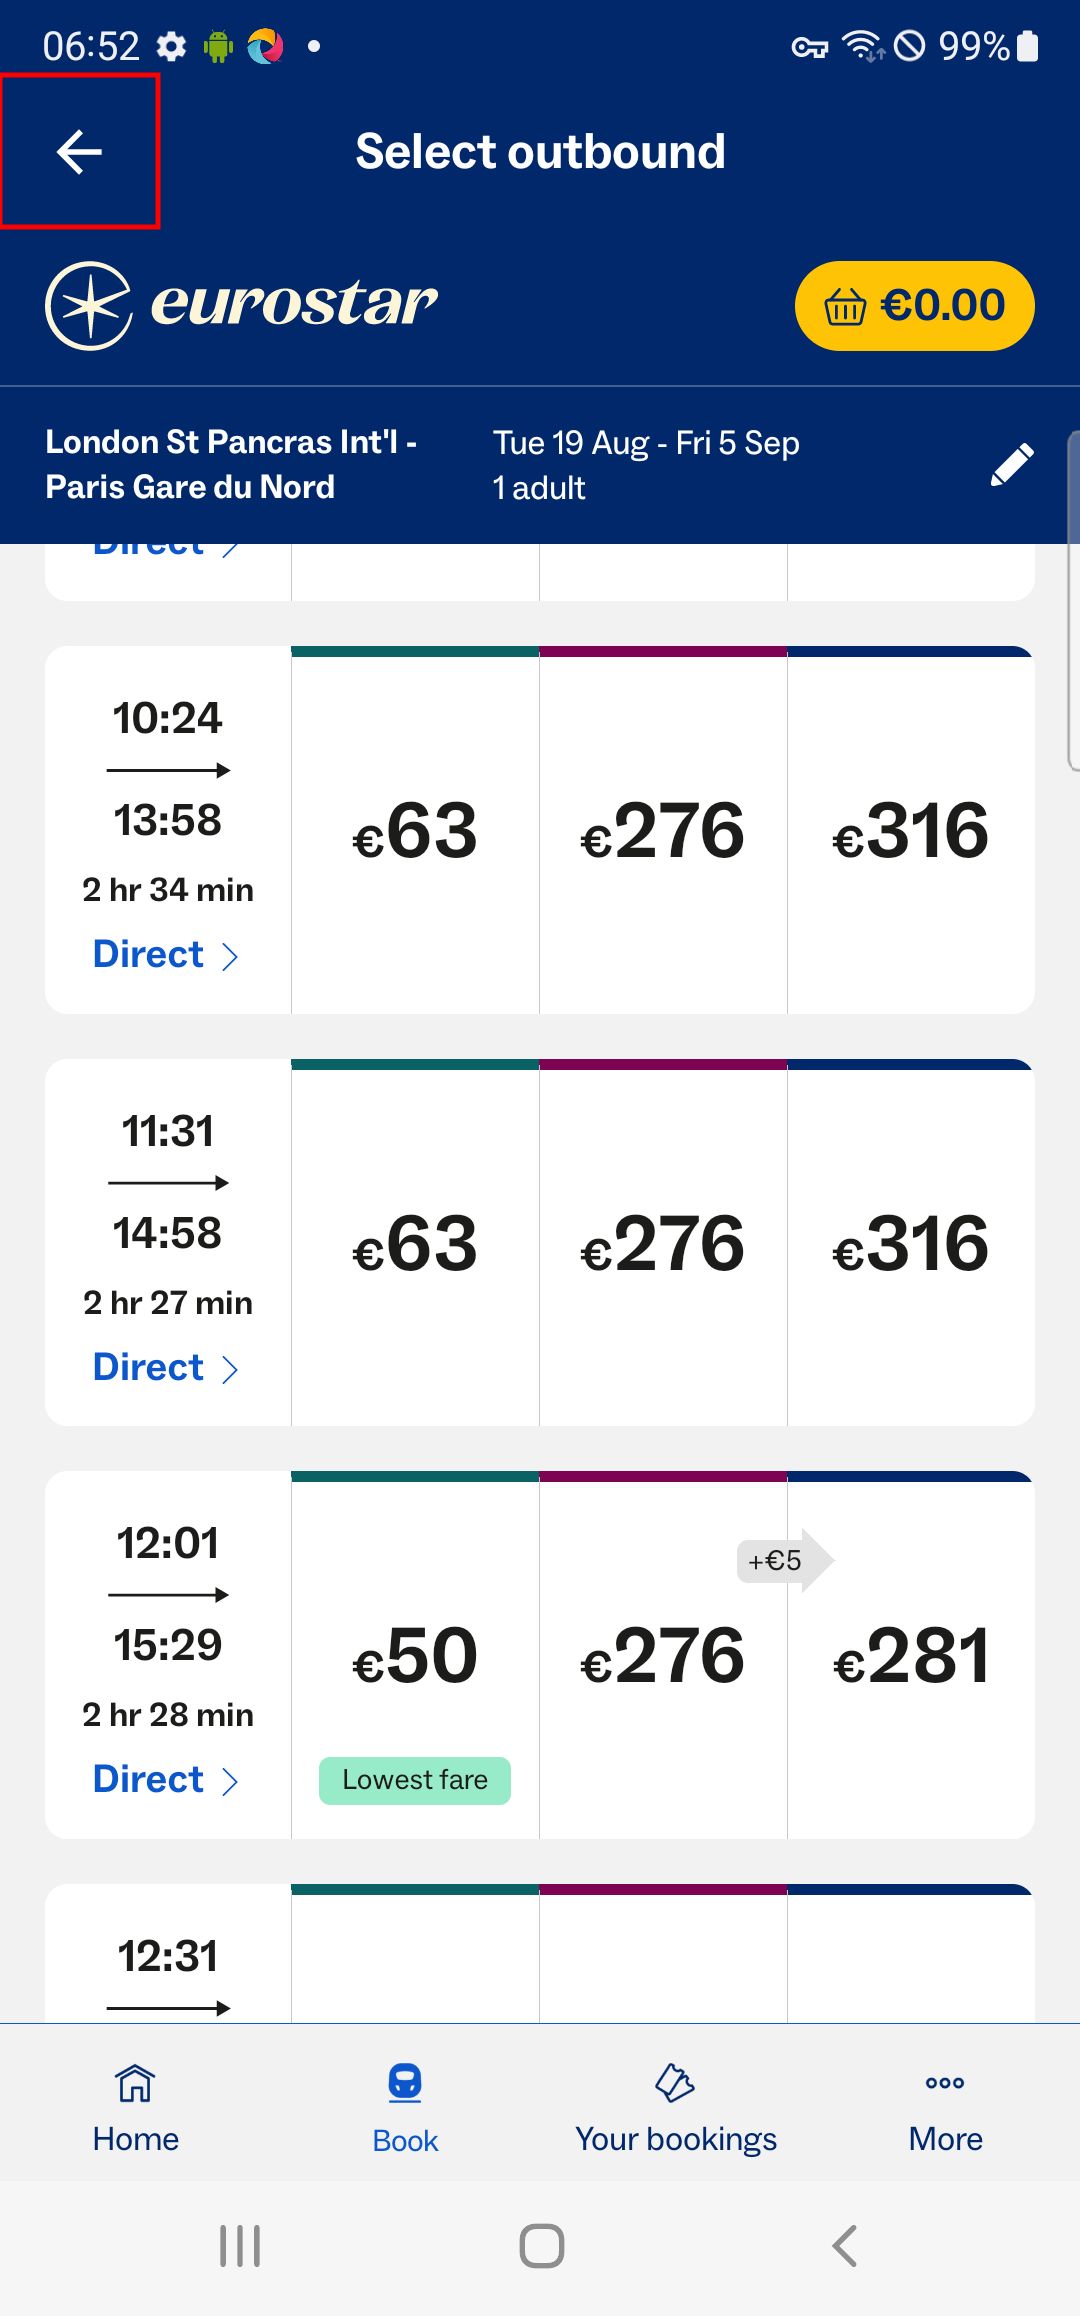 06:52
99%
Select outbound
eurostar
€0.00
London St Pancras Int'l -
Paris Gare du Nord
Tue 19 Aug - Fri 5 Sep
1 adult
Direct
10:24
13:58
2 hr 34 min
Direct
€63
€276
€316
11:31
14:58
2 hr 27 min
Direct
€63
€276
€316
12:01
15:29
2 hr 28 min
Direct
€50
Lowest fare
€276
+€5
€281
12:31
Home
Book
Your bookings
More